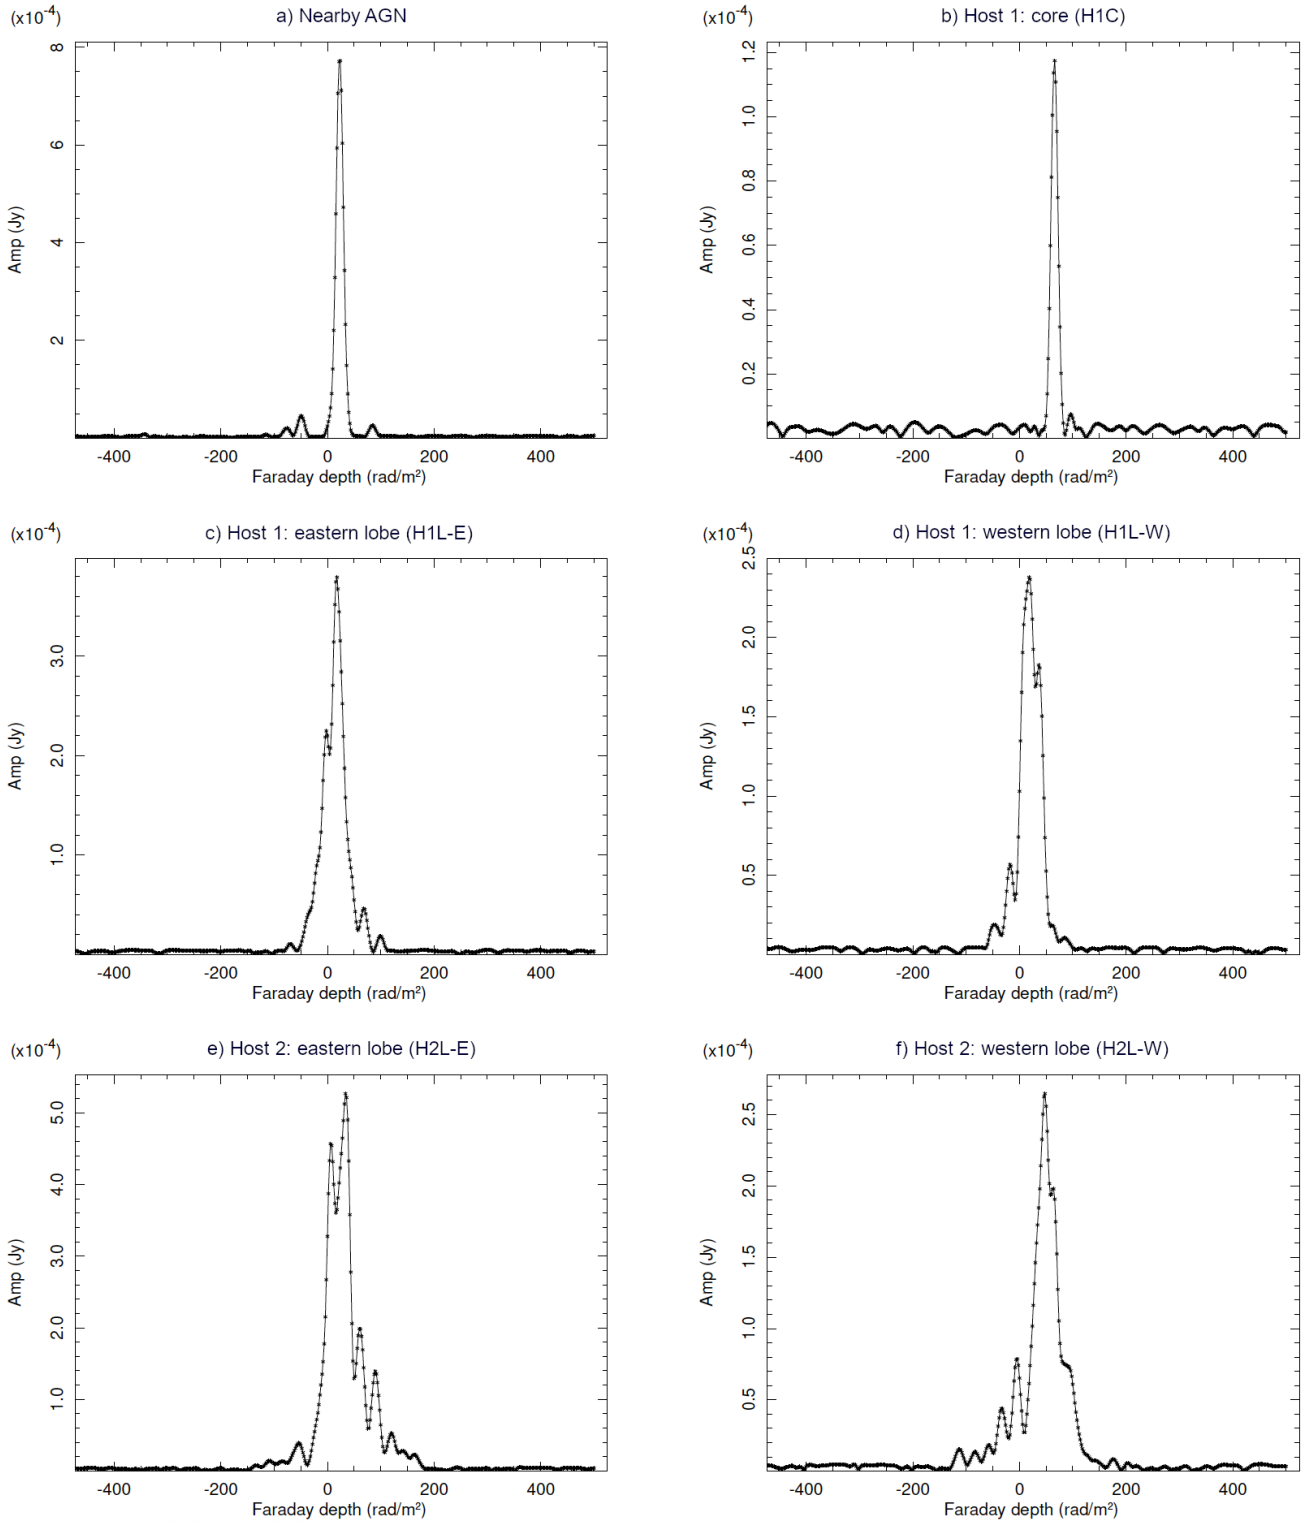 (x10⁻⁴)
a) Nearby AGN
8
6
4
2
Amp (Jy)
-400 -200 0 200 400
Faraday depth (rad/m²)
(x10⁻⁴)
b) Host 1: core (H1C)
1.2
1.0
0.8
0.6
0.4
0.2
Amp (Jy)
-400 -200 0 200 400
Faraday depth (rad/m²)
(x10⁻⁴)
c) Host 1: eastern lobe (H1L-E)
3.0
2.0
1.0
Amp (Jy)
-400 -200 0 200 400
Faraday depth (rad/m²)
(x10⁻⁴)
d) Host 1: western lobe (H1L-W)
2.5
2.0
1.5
1.0
0.5
Amp (Jy)
-400 -200 0 200 400
Faraday depth (rad/m²)
(x10⁻⁴)
e) Host 2: eastern lobe (H2L-E)
5.0
4.0
3.0
2.0
1.0
Amp (Jy)
-400 -200 0 200 400
Faraday depth (rad/m²)
(x10⁻⁴)
f) Host 2: western lobe (H2L-W)
2.5
2.0
1.5
1.0
0.5
Amp (Jy)
-400 -200 0 200 400
Faraday depth (rad/m²)